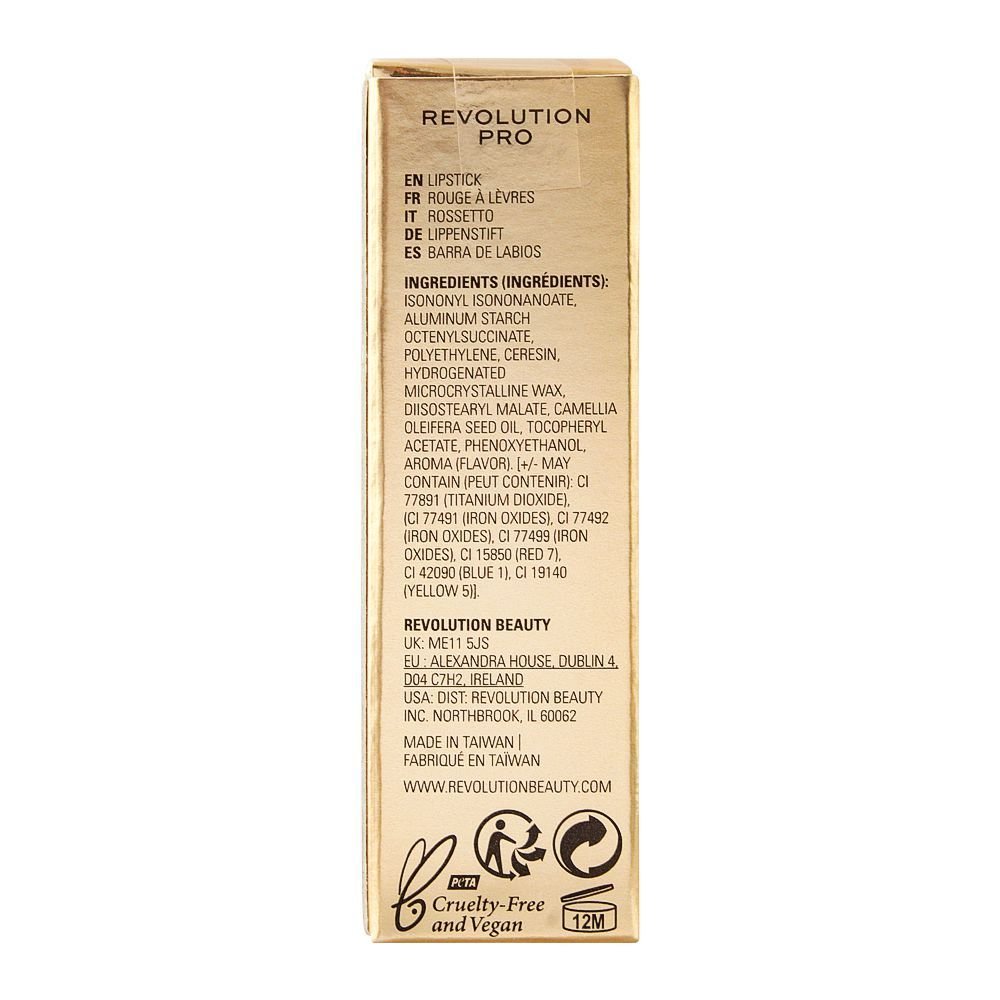 REVOLUTION
PRO
EN LIPSTICK
FR ROUGE À LÈVRES
IT ROSSETTO
DE LIPPENSTIFT
ES BARRA DE LABIOS
INGREDIENTS (INGRÉDIENTS):
ISONONYL ISONONANOATE,
ALUMINUM STARCH
OCTENYLSUCCINATE,
POLYETHYLENE, CERESIN,
HYDROGENATED
MICROCRYSTALLINE WAX,
DIISOSTEARYL MALATE, CAMELLIA
OLEIFERA SEED OIL, TOCOPHERYL
ACETATE, PHENOXYETHANOL,
AROMA (FLAVOR). [+/- MAY
CONTAIN (PEUT CONTENIR): CI
77891 (TITANIUM DIOXIDE),
(CI 77491 (IRON OXIDES), CI 77492
(IRON OXIDES), CI 77499 (IRON
OXIDES), CI 15850 (RED 7),
CI 42090 (BLUE 1), CI 19140
(YELLOW 5)].
REVOLUTION BEAUTY
UK: ME11 5JS
EU : ALEXANDRA HOUSE, DUBLIN 4,
D04 C7H2, IRELAND
USA: DIST: REVOLUTION BEAUTY
INC. NORTHBROOK, IL 60062
MADE IN TAIWAN |
FABRIQUÉ EN TAÏWAN
WWW.REVOLUTIONBEAUTY.COM
PETA
Cruelty-Free
and Vegan
12M